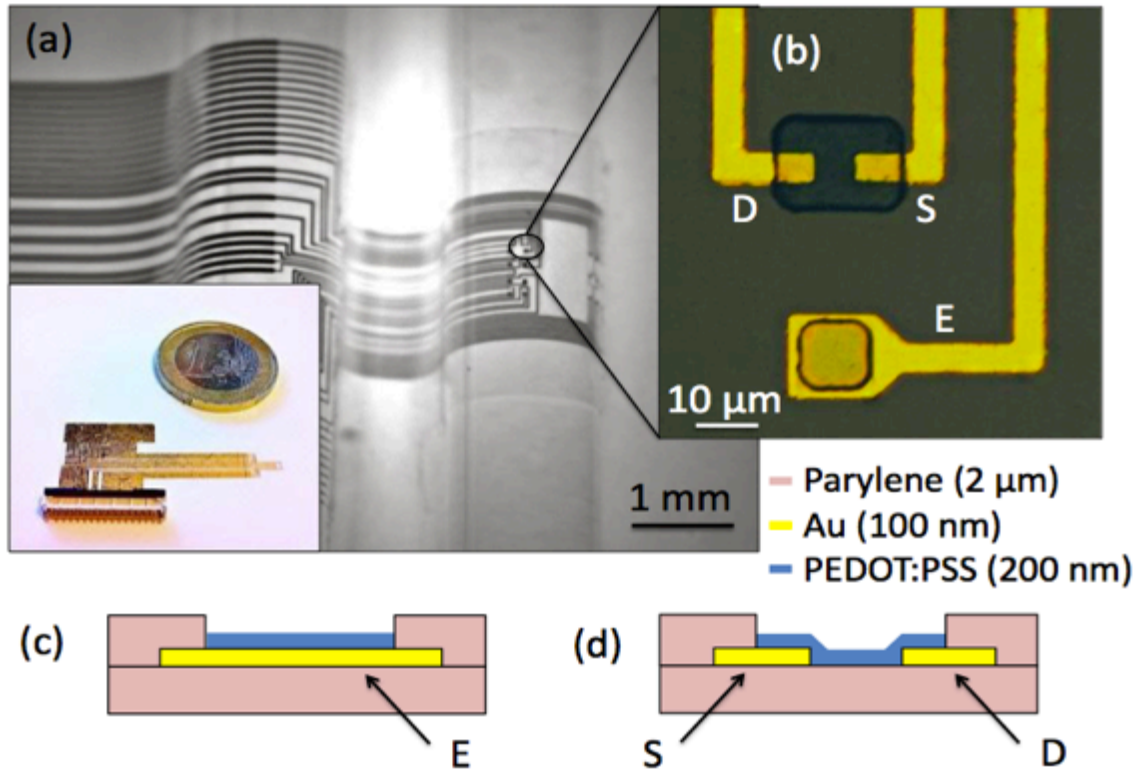 (a)
(b)
D
S
E
10 μm
1 mm
Parylene (2 μm)
Au (100 nm)
PEDOT:PSS (200 nm)
(c)
(d)
E
S
D